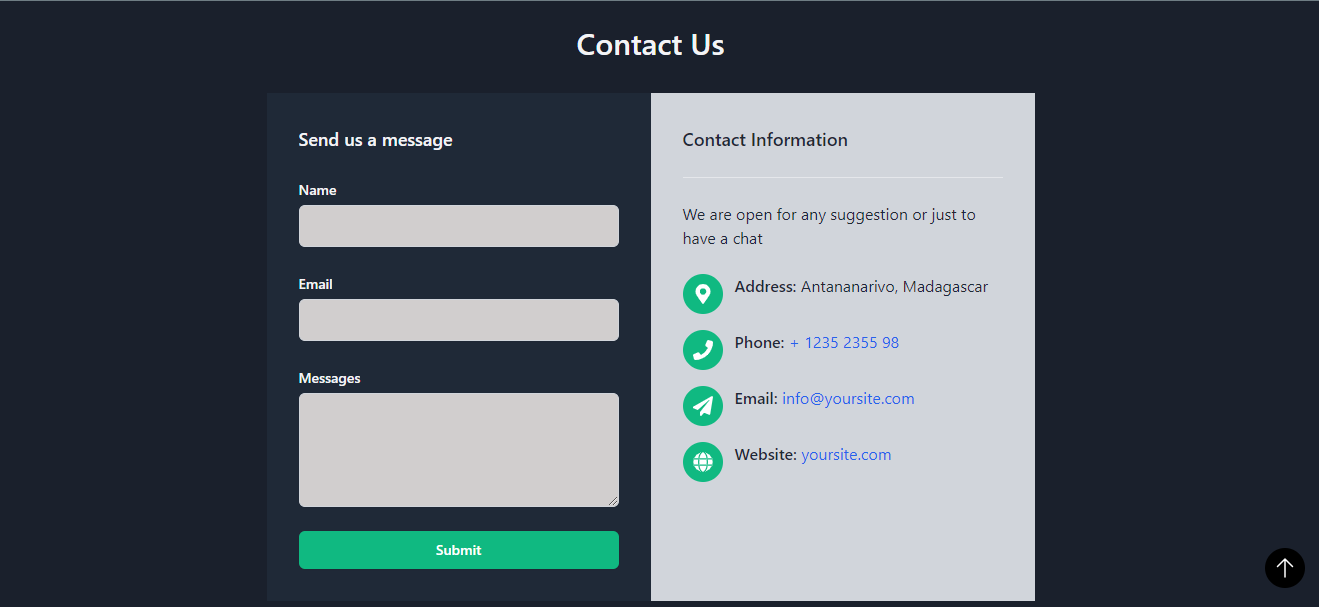 Contact Us
Send us a message
Name
Email
Messages
Submit
Contact Information
We are open for any suggestion or just to
have a chat
Address: Antananarivo, Madagascar
Phone: + 1235 2355 98
Email: info@yoursite.com
Website: yoursite.com